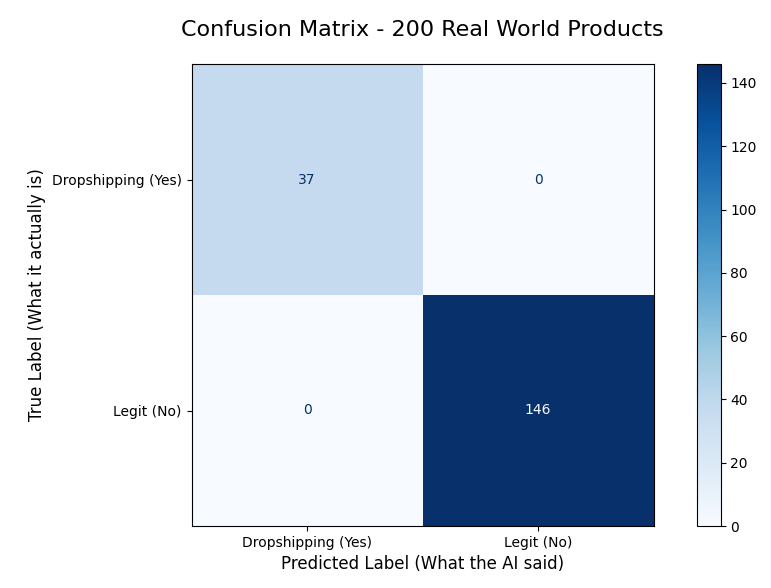 Confusion Matrix - 200 Real World Products
True Label (What it actually is)
Dropshipping (Yes)
37
0
Legit (No)
0
146
Dropshipping (Yes)
Legit (No)
Predicted Label (What the AI said)
140
120
100
80
60
40
20
0